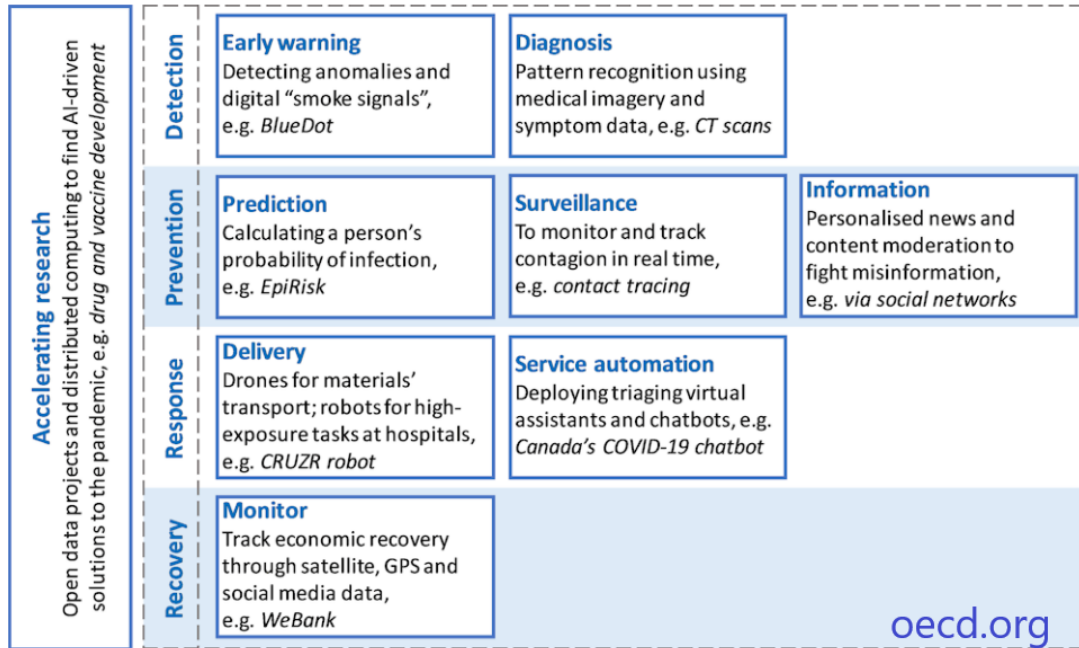 Accelerating research
Open data projects and distributed computing to find AI-driven
solutions to the pandemic, e.g. drug and vaccine development
Detection
Early warning
Detecting anomalies and
digital “smoke signals”,
e.g. BlueDot
Diagnosis
Pattern recognition using
medical imagery and
symptom data, e.g. CT scans
Prevention
Prediction
Calculating a person’s
probability of infection,
e.g. EpiRisk
Surveillance
To monitor and track
contagion in real time,
e.g. contact tracing
Information
Personalised news and
content moderation to
fight misinformation,
e.g. via social networks
Response
Delivery
Drones for materials’
transport; robots for high-
exposure tasks at hospitals,
e.g. CRUZR robot
Service automation
Deploying triaging virtual
assistants and chatbots, e.g.
Canada’s COVID-19 chatbot
Recovery
Monitor
Track economic recovery
through satellite, GPS and
social media data,
e.g. WeBank
oecd.org